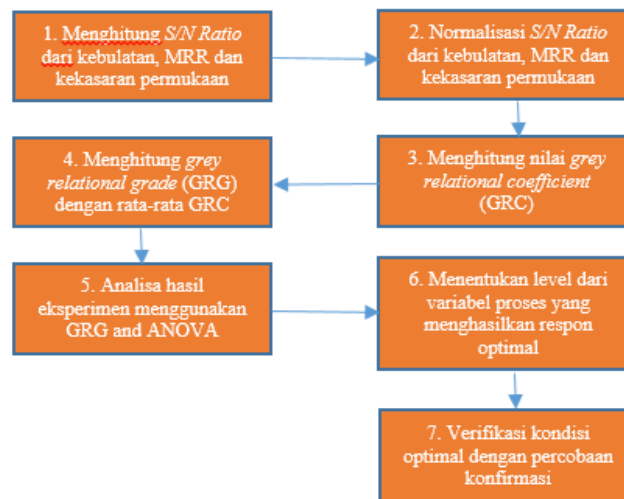 1. Menghitung S/N Ratio
dari kebulatan, MRR dan
kekasaran permukaan
2. Normalisasi S/N Ratio
dari kebulatan, MRR dan
kekasaran permukaan
3. Menghitung nilai grey
relational coefficient
(GRC)
4. Menghitung grey
relational grade (GRG)
dengan rata-rata GRC
5. Analisa hasil
eksperimen menggunakan
GRG and ANOVA
6. Menentukan level dari
variabel proses yang
menghasilkan respon
optimal
7. Verifikasi kondisi
optimal dengan percobaan
konfirmasi